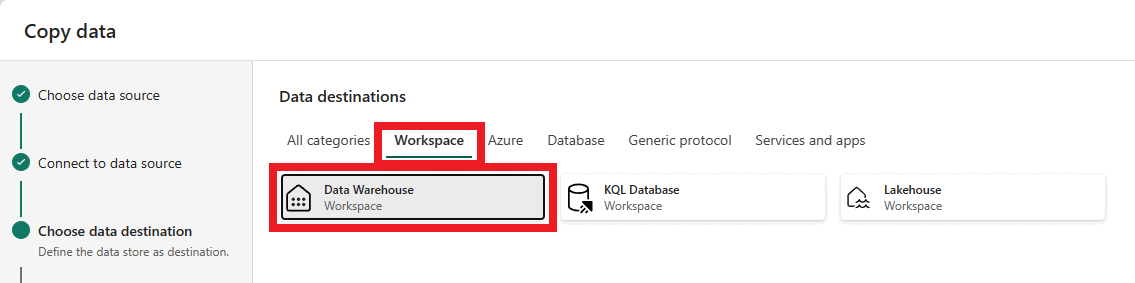 Copy data
Choose data source
Connect to data source
Choose data destination
Define the data store as destination.
Data destinations
All categories Workspace Azure Database Generic protocol Services and apps
Data Warehouse
Workspace
KQL Database
Workspace
Lakehouse
Workspace